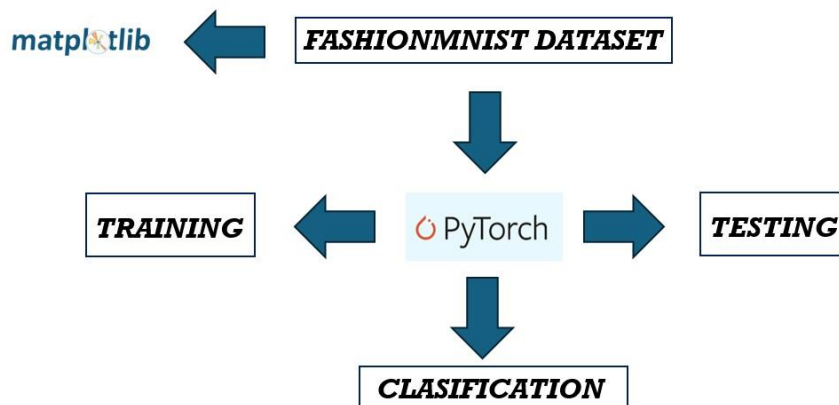 matplotlib
FASHIONMNIST DATASET
TRAINING
PyTorch
TESTING
CLASIFICATION